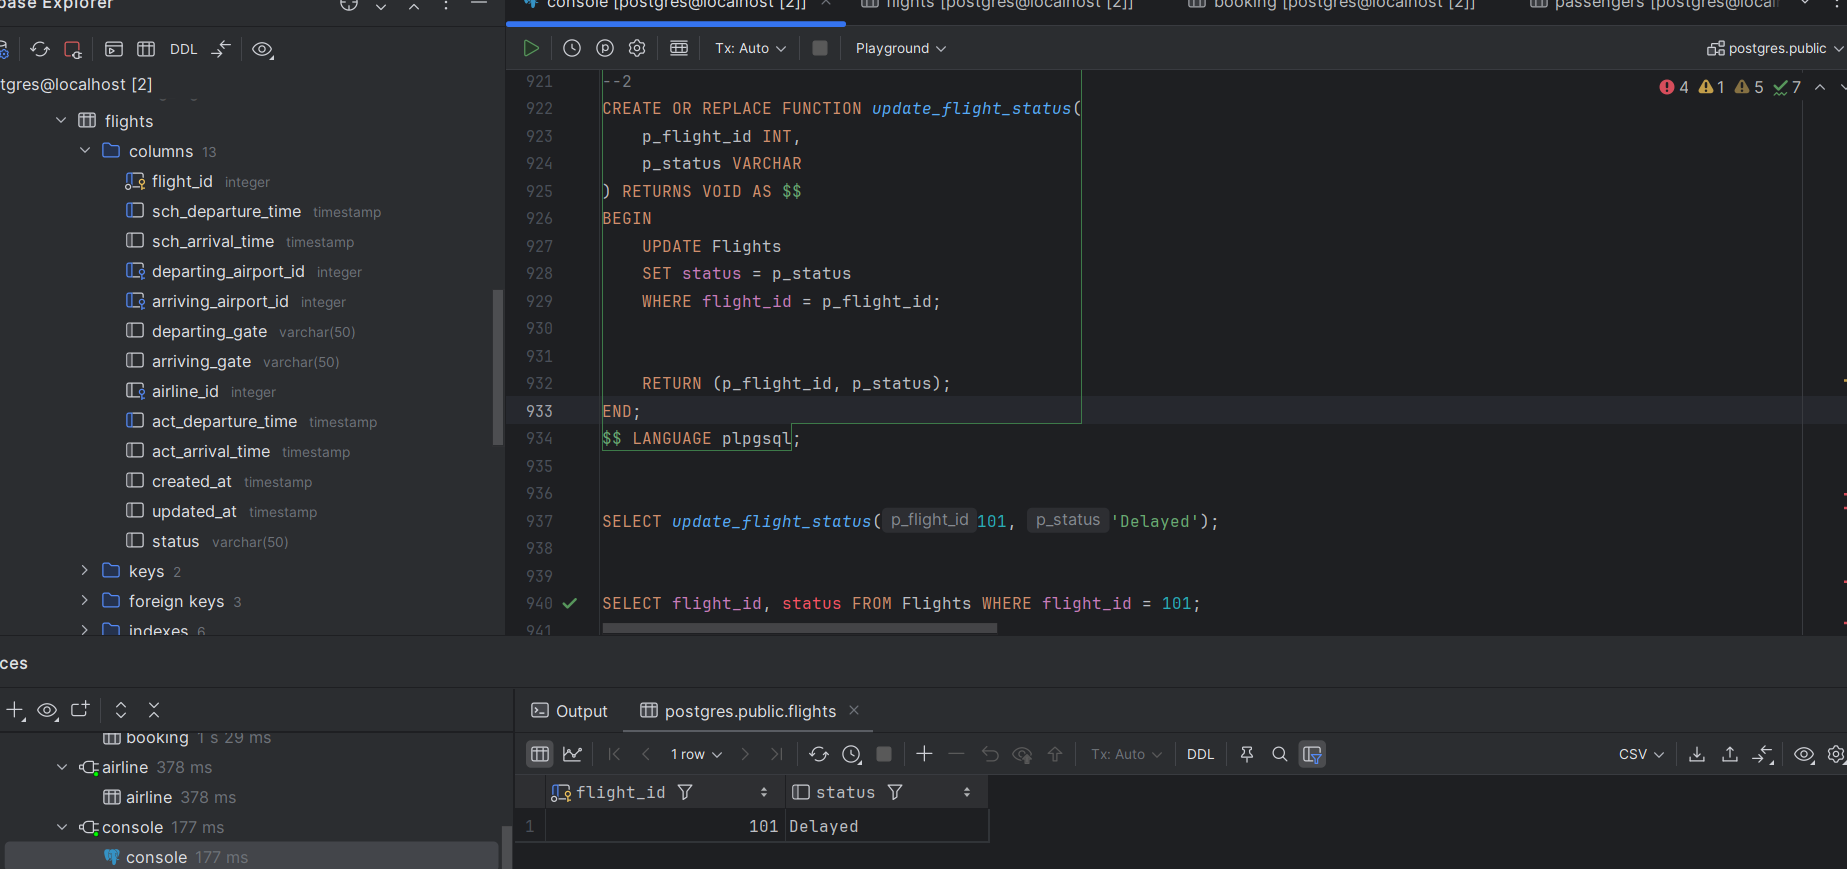 base Explorer
console [postgres@localhost [2]]
flights [postgres@localhost [2]]
booking [postgres@localhost [2]]
DDL
Tx: Auto
Playground
postgres.public
tgres@localhost [2]
flights
columns 13
flight_id integer
sch_departure_time timestamp
sch_arrival_time timestamp
departing_airport_id integer
arriving_airport_id integer
departing_gate varchar(50)
arriving_gate varchar(50)
airline_id integer
act_departure_time timestamp
act_arrival_time timestamp
created_at timestamp
updated_at timestamp
status varchar(50)
keys 2
foreign keys 3
indexes 6
4 1 5 7
921 --2
922 CREATE OR REPLACE FUNCTION update_flight_status(
923 p_flight_id INT,
924 p_status VARCHAR
925 ) RETURNS VOID AS $$
926 BEGIN
927 UPDATE Flights
928 SET status = p_status
929 WHERE flight_id = p_flight_id;
930
931
932 RETURN (p_flight_id, p_status);
933 END;
934 $$ LANGUAGE plpgsql;
935
936
937 SELECT update_flight_status( p_flight_id 101, p_status 'Delayed');
938
939
940 SELECT flight_id, status FROM Flights WHERE flight_id = 101;
941
ces
booking 1 s 29 ms
airline 378 ms
airline 378 ms
console 177 ms
console 177 ms
Output
postgres.public.flights
1 row
Tx: Auto
DDL
CSV
flight_id status
1 101 Delayed